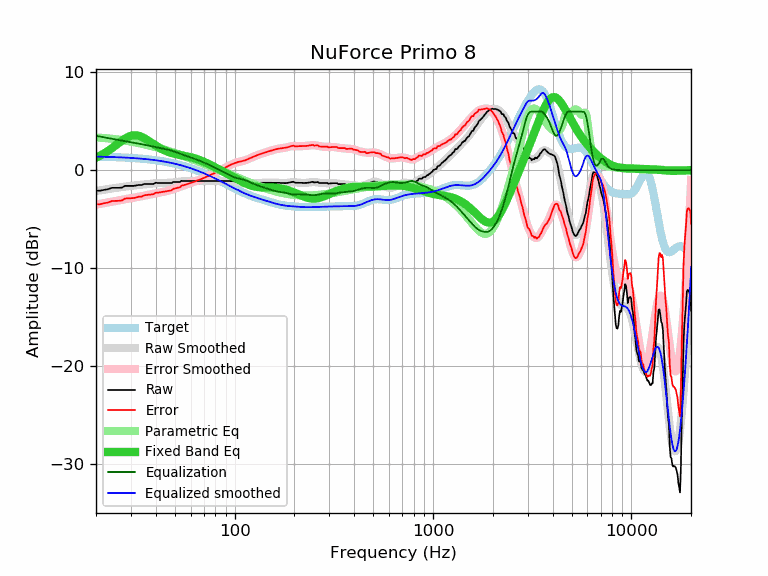 NuForce Primo 8
10
0
−10
−20
−30
Amplitude (dBr)
Target
Raw Smoothed
Error Smoothed
Raw
Error
Parametric Eq
Fixed Band Eq
Equalization
Equalized smoothed
100
1000
10000
Frequency (Hz)